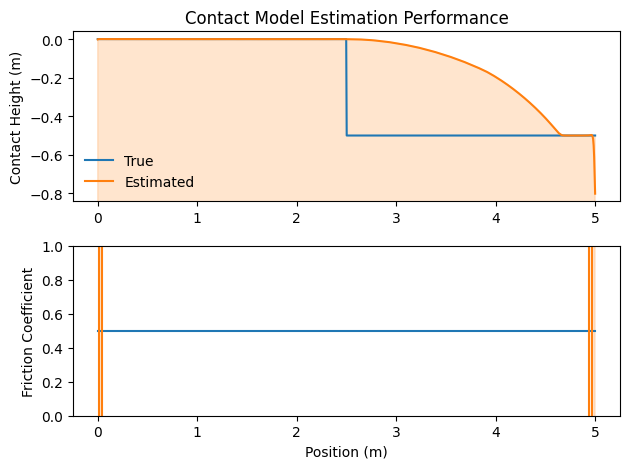 Contact Model Estimation Performance
Contact Height (m)
0.0
−0.2
−0.4
−0.6
−0.8
True
Estimated
0 1 2 3 4 5
Friction Coefficient
1.0
0.8
0.6
0.4
0.2
0.0
0 1 2 3 4 5
Position (m)